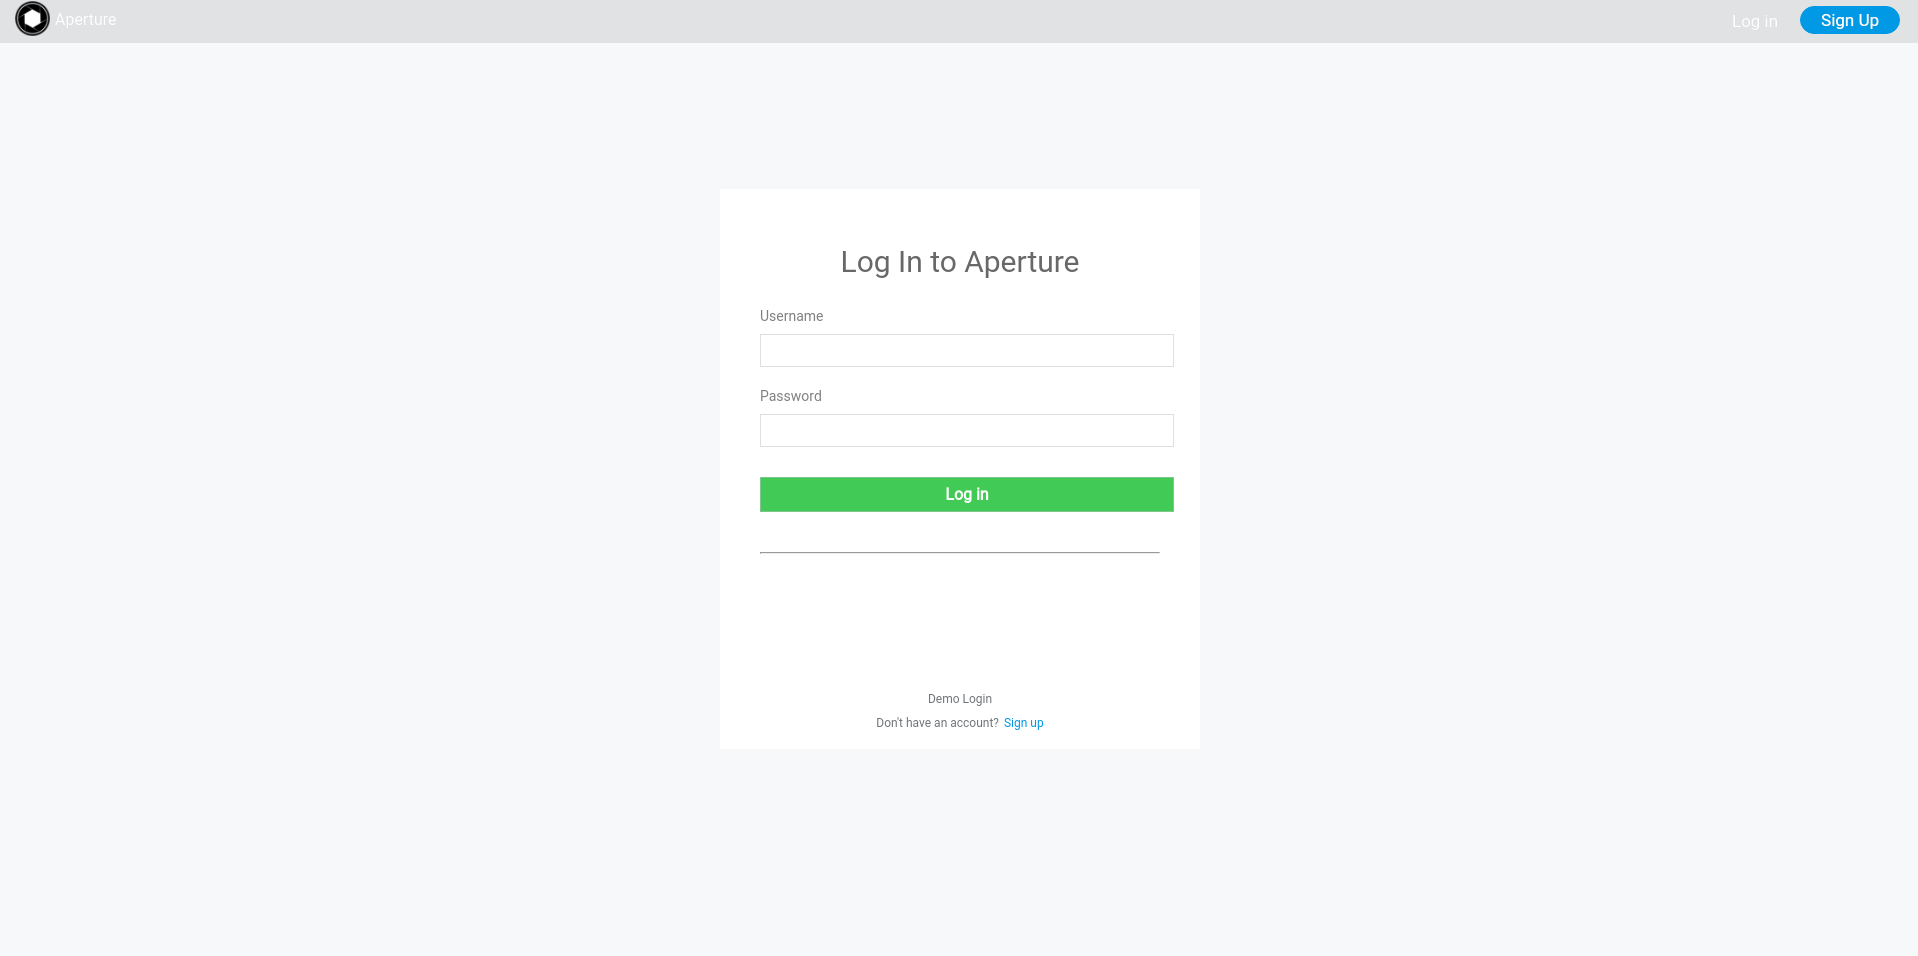 Aperture
Log in
Sign Up
Log In to Aperture
Username
Password
Log in
Demo Login
Don't have an account? Sign up